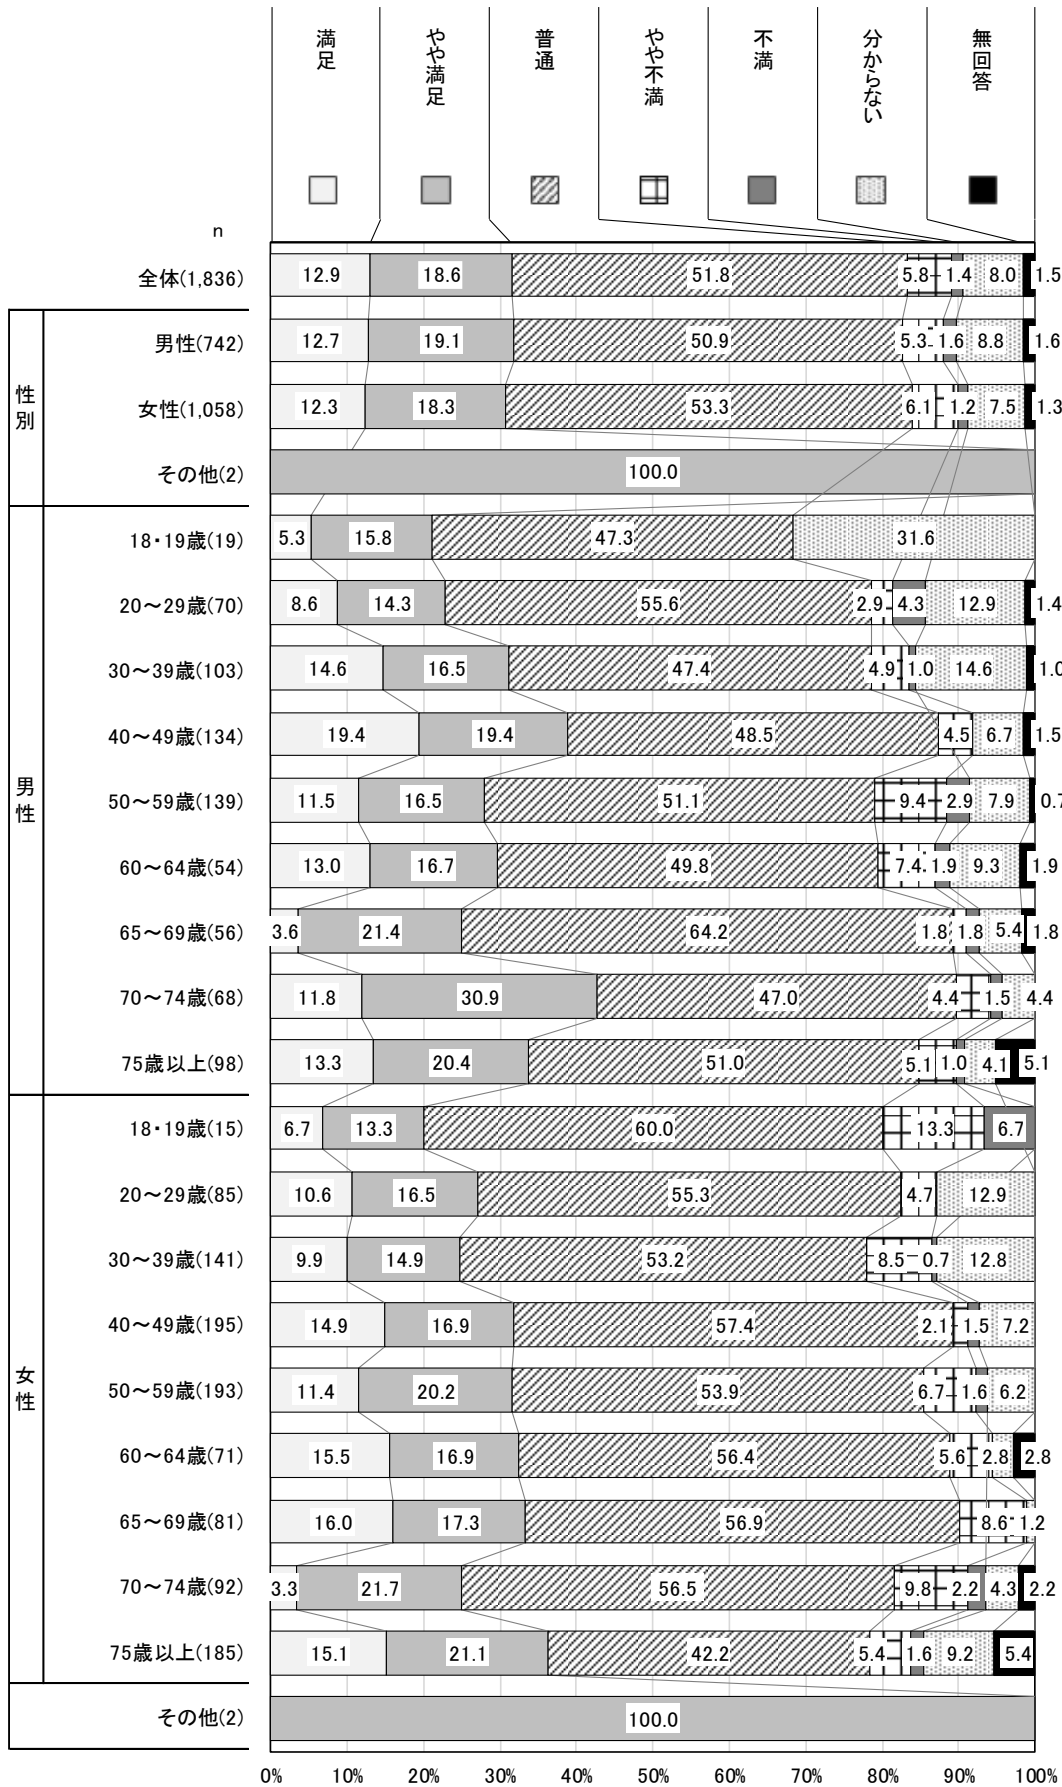 満足
やや満足
普通
やや不満
不満
分からない
無回答
n
全体(1,836) 12.9 18.6 51.8 5.8 1.4 8.0 1.5
性別
男性(742) 12.7 19.1 50.9 5.3 1.6 8.8 1.6
女性(1,058) 12.3 18.3 53.3 6.1 1.2 7.5 1.3
その他(2) 100.0
男性
18・19歳(19) 5.3 15.8 47.3 31.6
20～29歳(70) 8.6 14.3 55.6 2.9 4.3 12.9 1.4
30～39歳(103) 14.6 16.5 47.4 4.9 1.0 14.6 1.0
40～49歳(134) 19.4 19.4 48.5 4.5 6.7 1.5
50～59歳(139) 11.5 16.5 51.1 9.4 2.9 7.9 0.7
60～64歳(54) 13.0 16.7 49.8 7.4 1.9 9.3 1.9
65～69歳(56) 3.6 21.4 64.2 1.8 1.8 5.4 1.8
70～74歳(68) 11.8 30.9 47.0 4.4 1.5 4.4
75歳以上(98) 13.3 20.4 51.0 5.1 1.0 4.1 5.1
女性
18・19歳(15) 6.7 13.3 60.0 13.3 6.7
20～29歳(85) 10.6 16.5 55.3 4.7 12.9
30～39歳(141) 9.9 14.9 53.2 8.5 0.7 12.8
40～49歳(195) 14.9 16.9 57.4 2.1 1.5 7.2
50～59歳(193) 11.4 20.2 53.9 6.7 1.6 6.2
60～64歳(71) 15.5 16.9 56.4 5.6 2.8 2.8
65～69歳(81) 16.0 17.3 56.9 8.6 1.2
70～74歳(92) 3.3 21.7 56.5 9.8 2.2 4.3 2.2
75歳以上(185) 15.1 21.1 42.2 5.4 1.6 9.2 5.4
その他(2) 100.0
0% 10% 20% 30% 40% 50% 60% 70% 80% 90% 100%